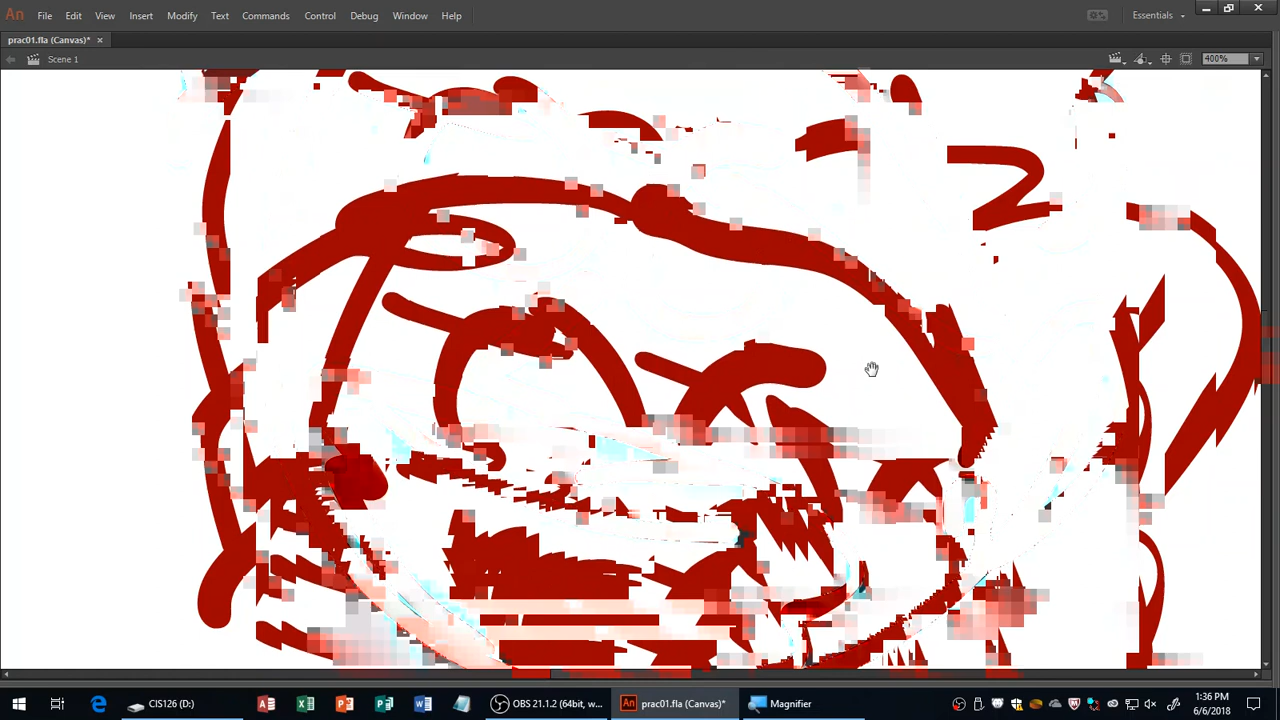 An File Edit View Insert Modify Text Commands Control Debug Window Help Essentials
prac01.fla (Canvas)* ×
Scene 1 400%
CIS126 (D:) OBS 21.1.2 (64bit, w... An prac01.fla (Canvas)* Magnifier 1:36 PM
6/6/2018